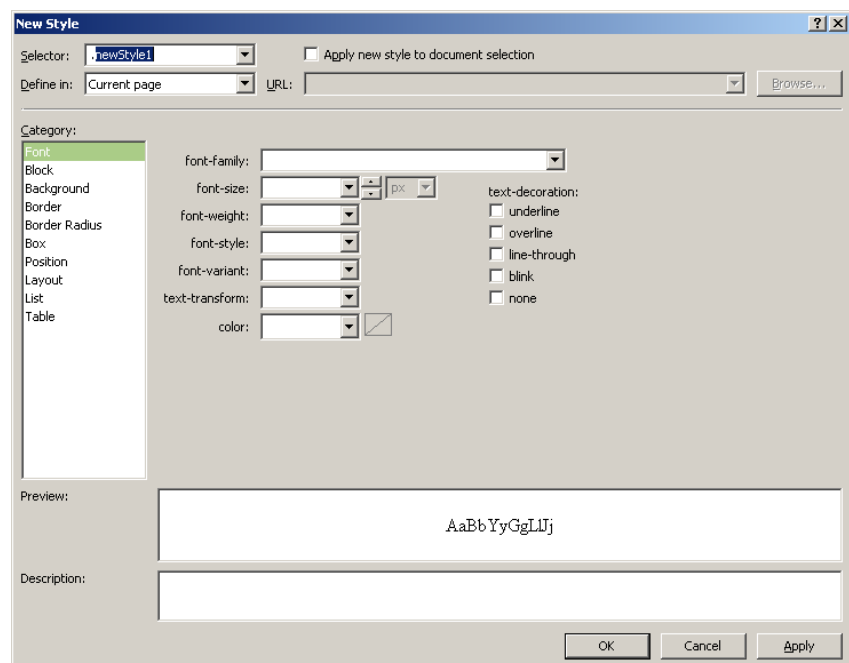 New Style
Selector: .newStyle1 Apply new style to document selection
Define in: Current page URL: Browse...
Category:
Font
Block
Background
Border
Border Radius
Box
Position
Layout
List
Table
font-family:
font-size: px
font-weight:
font-style:
font-variant:
text-transform:
color:
text-decoration:
underline
overline
line-through
blink
none
Preview:
AaBbYyGgLlJj
Description:
OK Cancel Apply